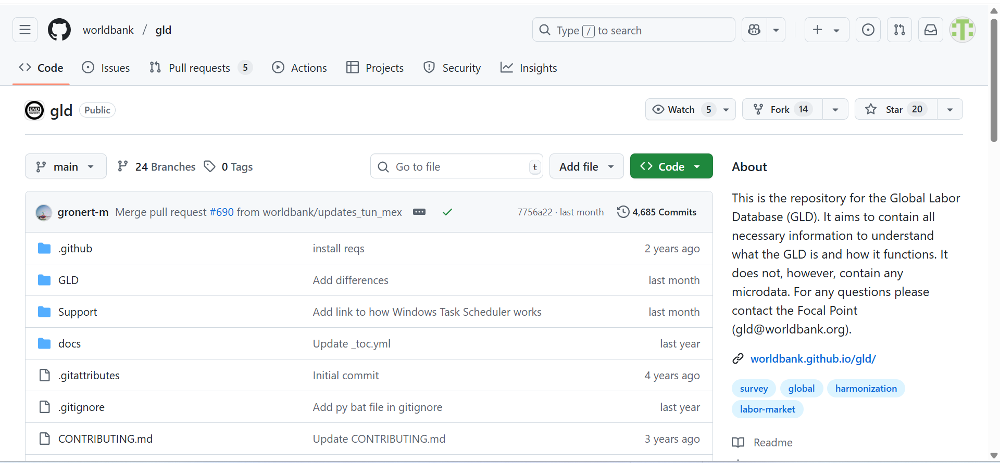 worldbank / gld
Type / to search
Code
Issues
Pull requests 5
Actions
Projects
Security
Insights
END POVERTY
gld
Public
Watch 5
Fork 14
Star 20
main
24 Branches
0 Tags
Go to file
t
Add file
Code
gronert-m Merge pull request #690 from worldbank/updates_tun_mex
7756a22 · last month
4,685 Commits
.github install reqs 2 years ago
GLD Add differences last month
Support Add link to how Windows Task Scheduler works last month
docs Update _toc.yml last year
.gitattributes Initial commit 4 years ago
.gitignore Add py bat file in gitignore last year
CONTRIBUTING.md Update CONTRIBUTING.md 3 years ago
About
This is the repository for the Global Labor
Database (GLD). It aims to contain all
necessary information to understand
what the GLD is and how it functions. It
does not, however, contain any
microdata. For any questions please
contact the Focal Point
(gld@worldbank.org).
worldbank.github.io/gld/
survey global harmonization
labor-market
Readme